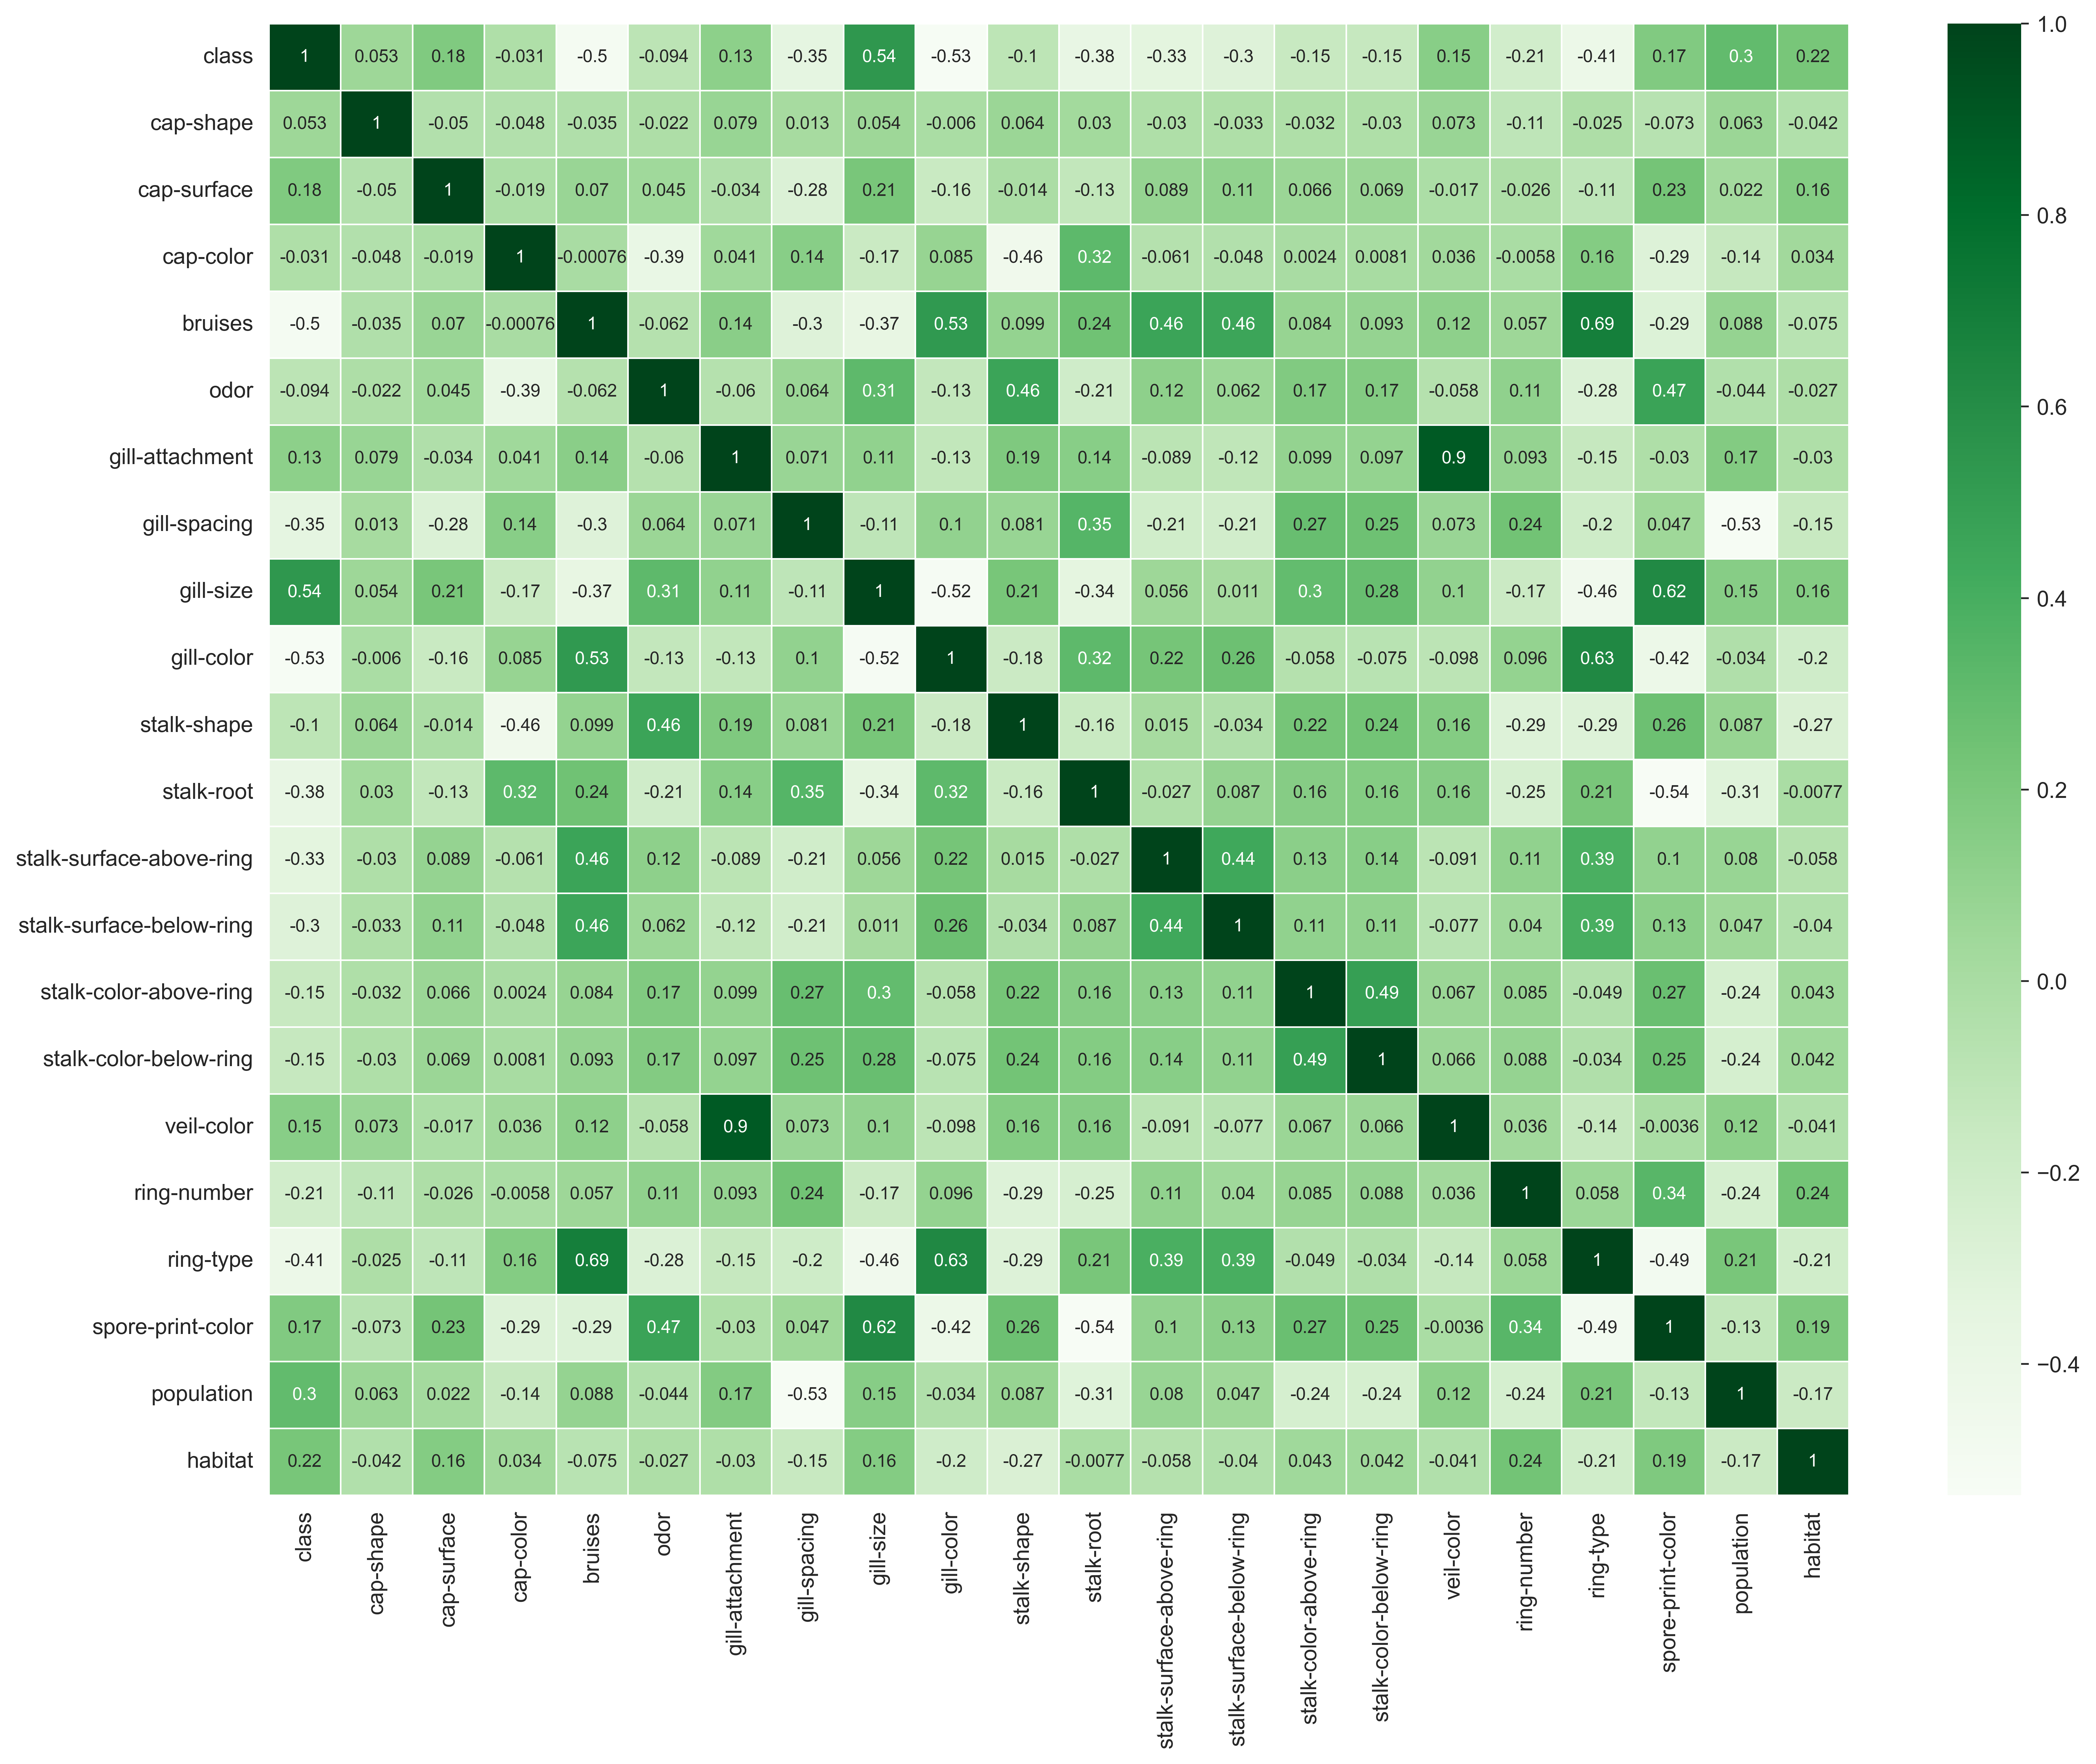 class 1 0.053 0.18 -0.031 -0.5 -0.094 0.13 -0.35 0.54 -0.53 -0.1 -0.38 -0.33 -0.3 -0.15 -0.15 0.15 -0.21 -0.41 0.17 0.3 0.22
cap-shape 0.053 1 -0.05 -0.048 -0.035 -0.022 0.079 0.013 0.054 -0.006 0.064 0.03 -0.03 -0.033 -0.032 -0.03 0.073 -0.11 -0.025 -0.073 0.063 -0.042
cap-surface 0.18 -0.05 1 -0.019 0.07 0.045 -0.034 -0.28 0.21 -0.16 -0.014 -0.13 0.089 0.11 0.066 0.069 -0.017 -0.026 -0.11 0.23 0.022 0.16
cap-color -0.031 -0.048 -0.019 1 -0.00076 -0.39 0.041 0.14 -0.17 0.085 -0.46 0.32 -0.061 -0.048 0.0024 0.0081 0.036 -0.0058 0.16 -0.29 -0.14 0.034
bruises -0.5 -0.035 0.07 -0.00076 1 -0.062 0.14 -0.3 -0.37 0.53 0.099 0.24 0.46 0.46 0.084 0.093 0.12 0.057 0.69 -0.29 0.088 -0.075
odor -0.094 -0.022 0.045 -0.39 -0.062 1 -0.06 0.064 0.31 -0.13 0.46 -0.21 0.12 0.062 0.17 0.17 -0.058 0.11 -0.28 0.47 -0.044 -0.027
gill-attachment 0.13 0.079 -0.034 0.041 0.14 -0.06 1 0.071 0.11 -0.13 0.19 0.14 -0.089 -0.12 0.099 0.097 0.9 0.093 -0.15 -0.03 0.17 -0.03
gill-spacing -0.35 0.013 -0.28 0.14 -0.3 0.064 0.071 1 -0.11 0.1 0.081 0.35 -0.21 -0.21 0.27 0.25 0.073 0.24 -0.2 0.047 -0.53 -0.15
gill-size 0.54 0.054 0.21 -0.17 -0.37 0.31 0.11 -0.11 1 -0.52 0.21 -0.34 0.056 0.011 0.3 0.28 0.1 -0.17 -0.46 0.62 0.15 0.16
gill-color -0.53 -0.006 -0.16 0.085 0.53 -0.13 -0.13 0.1 -0.52 1 -0.18 0.32 0.22 0.26 -0.058 -0.075 -0.098 0.096 0.63 -0.42 -0.034 -0.2
stalk-shape -0.1 0.064 -0.014 -0.46 0.099 0.46 0.19 0.081 0.21 -0.18 1 -0.16 0.015 -0.034 0.22 0.24 0.16 -0.29 -0.29 0.26 0.087 -0.27
stalk-root -0.38 0.03 -0.13 0.32 0.24 -0.21 0.14 0.35 -0.34 0.32 -0.16 1 -0.027 0.087 0.16 0.16 0.16 -0.25 0.21 -0.54 -0.31 -0.0077
stalk-surface-above-ring -0.33 -0.03 0.089 -0.061 0.46 0.12 -0.089 -0.21 0.056 0.22 0.015 -0.027 1 0.44 0.13 0.14 -0.091 0.11 0.39 0.1 0.08 -0.058
stalk-surface-below-ring -0.3 -0.033 0.11 -0.048 0.46 0.062 -0.12 -0.21 0.011 0.26 -0.034 0.087 0.44 1 0.11 0.11 -0.077 0.04 0.39 0.13 0.047 -0.04
stalk-color-above-ring -0.15 -0.032 0.066 0.0024 0.084 0.17 0.099 0.27 0.3 -0.058 0.22 0.16 0.13 0.11 1 0.49 0.067 0.085 -0.049 0.27 -0.24 0.043
stalk-color-below-ring -0.15 -0.03 0.069 0.0081 0.093 0.17 0.097 0.25 0.28 -0.075 0.24 0.16 0.14 0.11 0.49 1 0.066 0.088 -0.034 0.25 -0.24 0.042
veil-color 0.15 0.073 -0.017 0.036 0.12 -0.058 0.9 0.073 0.1 -0.098 0.16 0.16 -0.091 -0.077 0.067 0.066 1 0.036 -0.14 -0.0036 0.12 -0.041
ring-number -0.21 -0.11 -0.026 -0.0058 0.057 0.11 0.093 0.24 -0.17 0.096 -0.29 -0.25 0.11 0.04 0.085 0.088 0.036 1 0.058 0.34 -0.24 0.24
ring-type -0.41 -0.025 -0.11 0.16 0.69 -0.28 -0.15 -0.2 -0.46 0.63 -0.29 0.21 0.39 0.39 -0.049 -0.034 -0.14 0.058 1 -0.49 0.21 -0.21
spore-print-color 0.17 -0.073 0.23 -0.29 -0.29 0.47 -0.03 0.047 0.62 -0.42 0.26 -0.54 0.1 0.13 0.27 0.25 -0.0036 0.34 -0.49 1 -0.13 0.19
population 0.3 0.063 0.022 -0.14 0.088 -0.044 0.17 -0.53 0.15 -0.034 0.087 -0.31 0.08 0.047 -0.24 -0.24 0.12 -0.24 0.21 -0.13 1 -0.17
habitat 0.22 -0.042 0.16 0.034 -0.075 -0.027 -0.03 -0.15 0.16 -0.2 -0.27 -0.0077 -0.058 -0.04 0.043 0.042 -0.041 0.24 -0.21 0.19 -0.17 1
class
cap-shape
cap-surface
cap-color
bruises
odor
gill-attachment
gill-spacing
gill-size
gill-color
stalk-shape
stalk-root
stalk-surface-above-ring
stalk-surface-below-ring
stalk-color-above-ring
stalk-color-below-ring
veil-color
ring-number
ring-type
spore-print-color
population
habitat
1.0
0.8
0.6
0.4
0.2
0.0
−0.2
−0.4